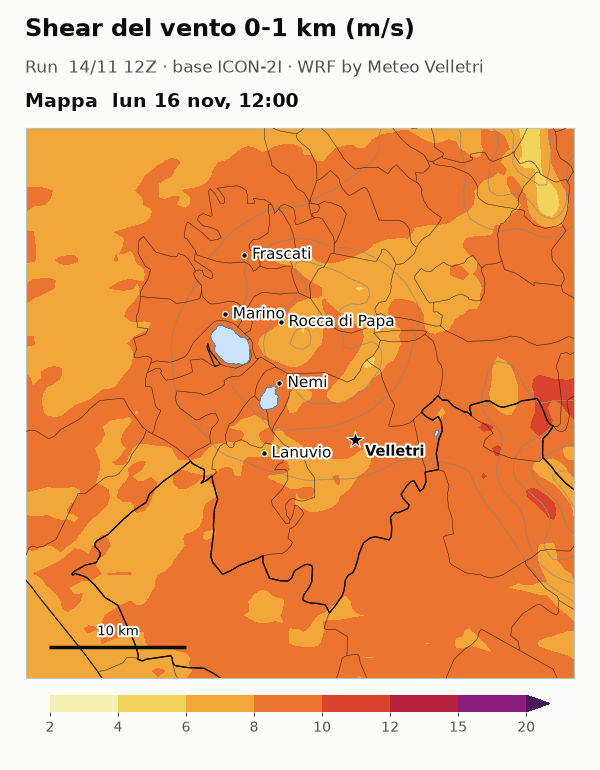 Shear del vento 0-1 km (m/s)
Run  14/11 12Z · base ICON-2I · WRF by Meteo Velletri
Mappa  lun 16 nov, 12:00
Frascati
Marino
Rocca di Papa
Nemi
Velletri
Lanuvio
10 km
2 4 6 8 10 12 15 20